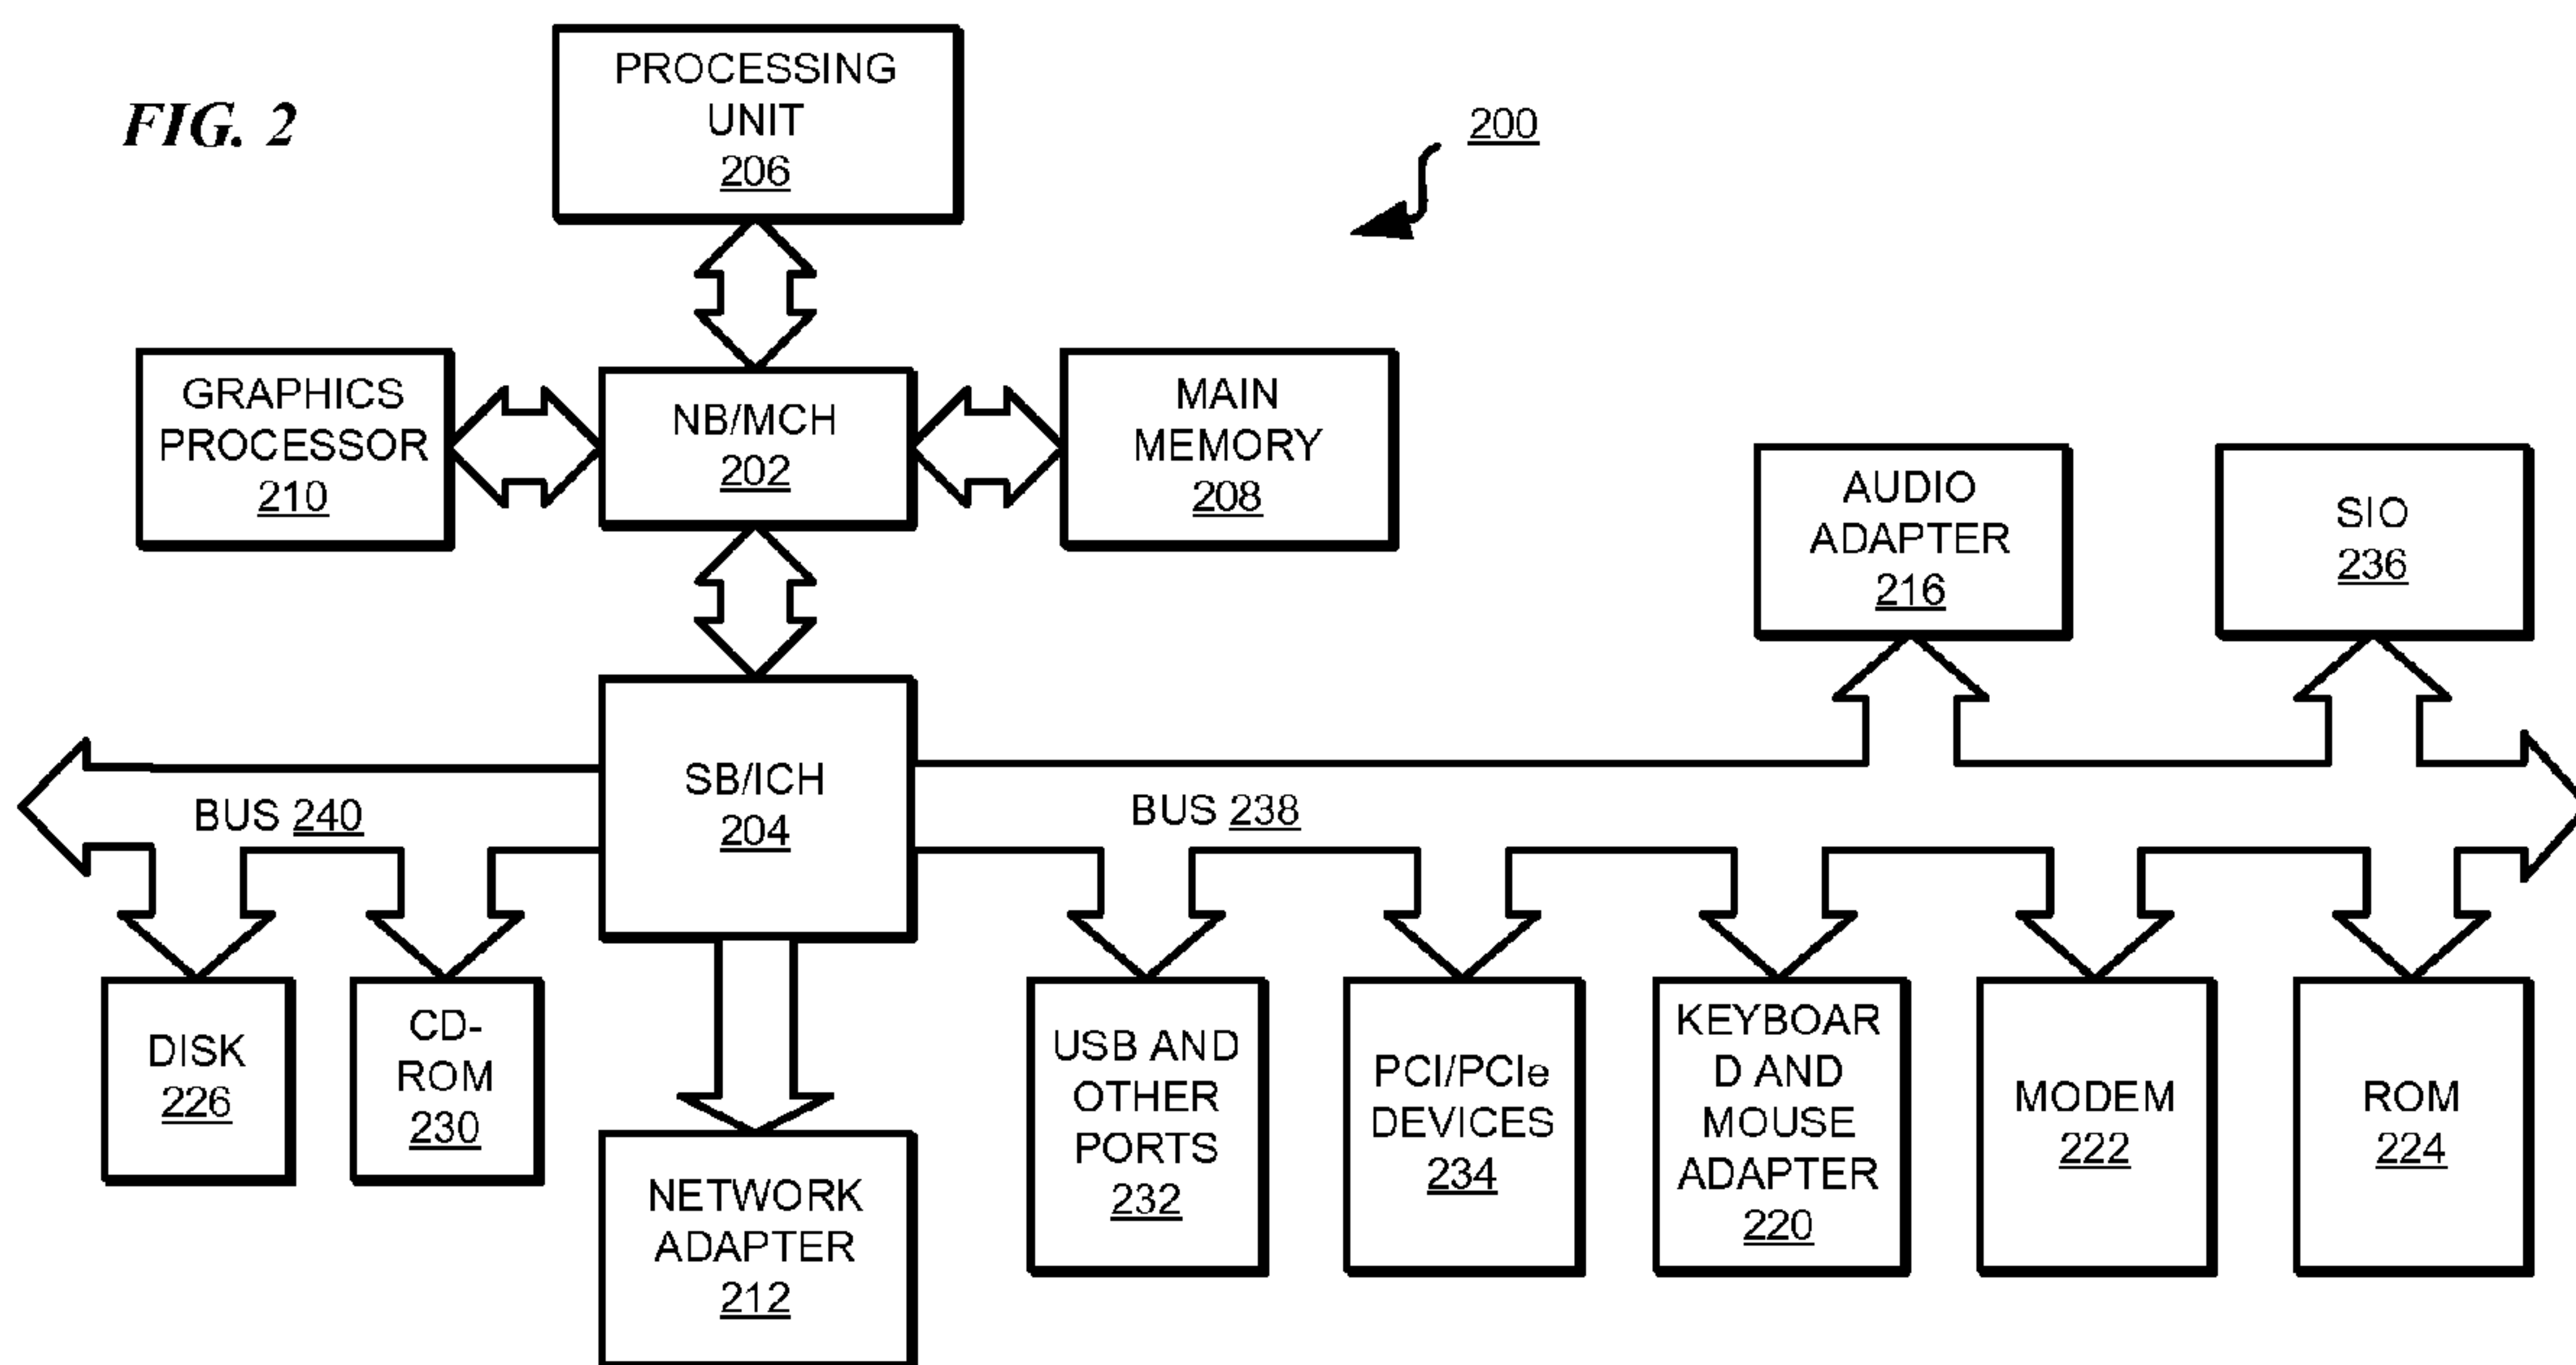 FIG. 2
PROCESSING
UNIT
206
200
GRAPHICS
PROCESSOR
210
NB/MCH
202
MAIN
MEMORY
208
AUDIO
ADAPTER
216
SIO
236
SB/ICH
204
BUS 240
BUS 238
DISK
226
CD-
ROM
230
NETWORK
ADAPTER
212
USB AND
OTHER
PORTS
232
PCI/PCIe
DEVICES
234
KEYBOAR
D AND
MOUSE
ADAPTER
220
MODEM
222
ROM
224